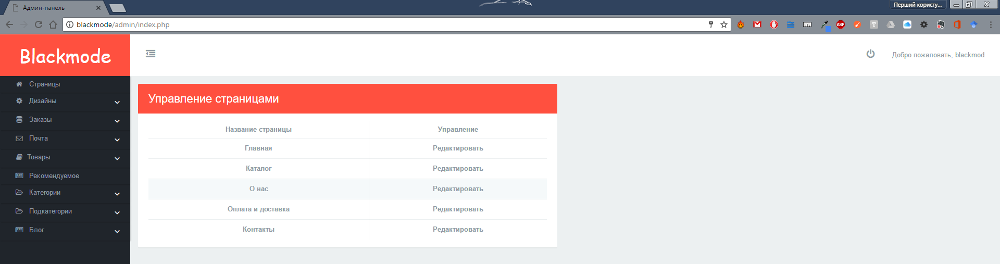 Админ-панель
Перший користу...
blackmode/admin/index.php
ABP
T
Blackmode
Добро пожаловать, blackmod
Страницы
Дизайны
Заказы
Почта
Товары
Рекомендуемое
Категории
Подкатегории
Блог
Управление страницами
Название страницы Управление
Главная Редактировать
Каталог Редактировать
О нас Редактировать
Оплата и доставка Редактировать
Контакты Редактировать